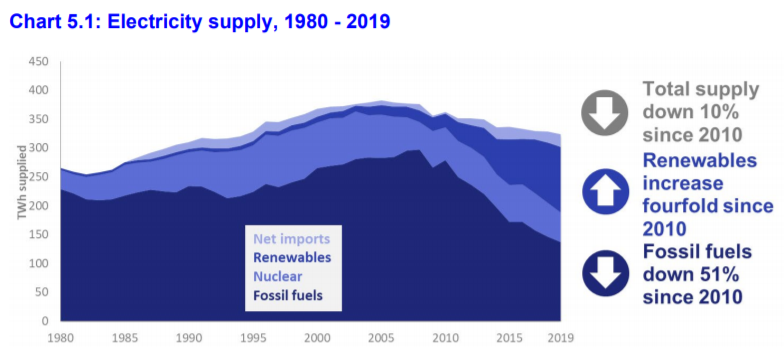 Chart 5.1: Electricity supply, 1980 - 2019
450
400
350
300
250
200
150
100
50
0
TWh supplied
1980
1985
1990
1995
2000
2005
2010
2015
2019
Net imports
Renewables
Nuclear
Fossil fuels
Total supply
down 10%
since 2010
Renewables
increase
fourfold since
2010
Fossil fuels
down 51%
since 2010